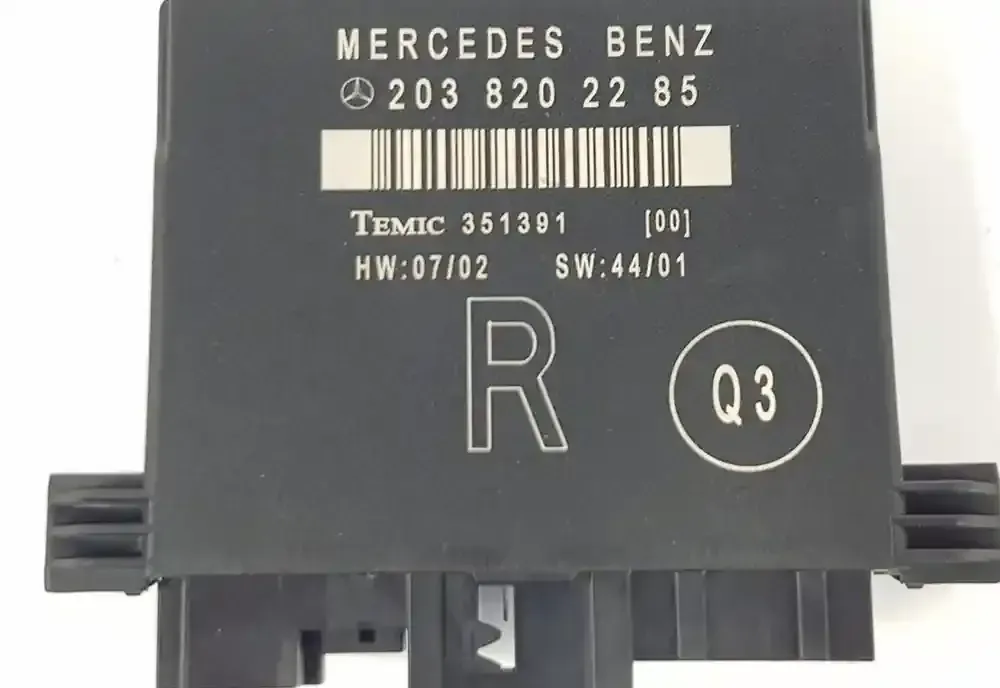 MERCEDES BENZ
203 820 22 85
TEMIC 351391 [00]
HW:07/02 SW:44/01
R
Q3